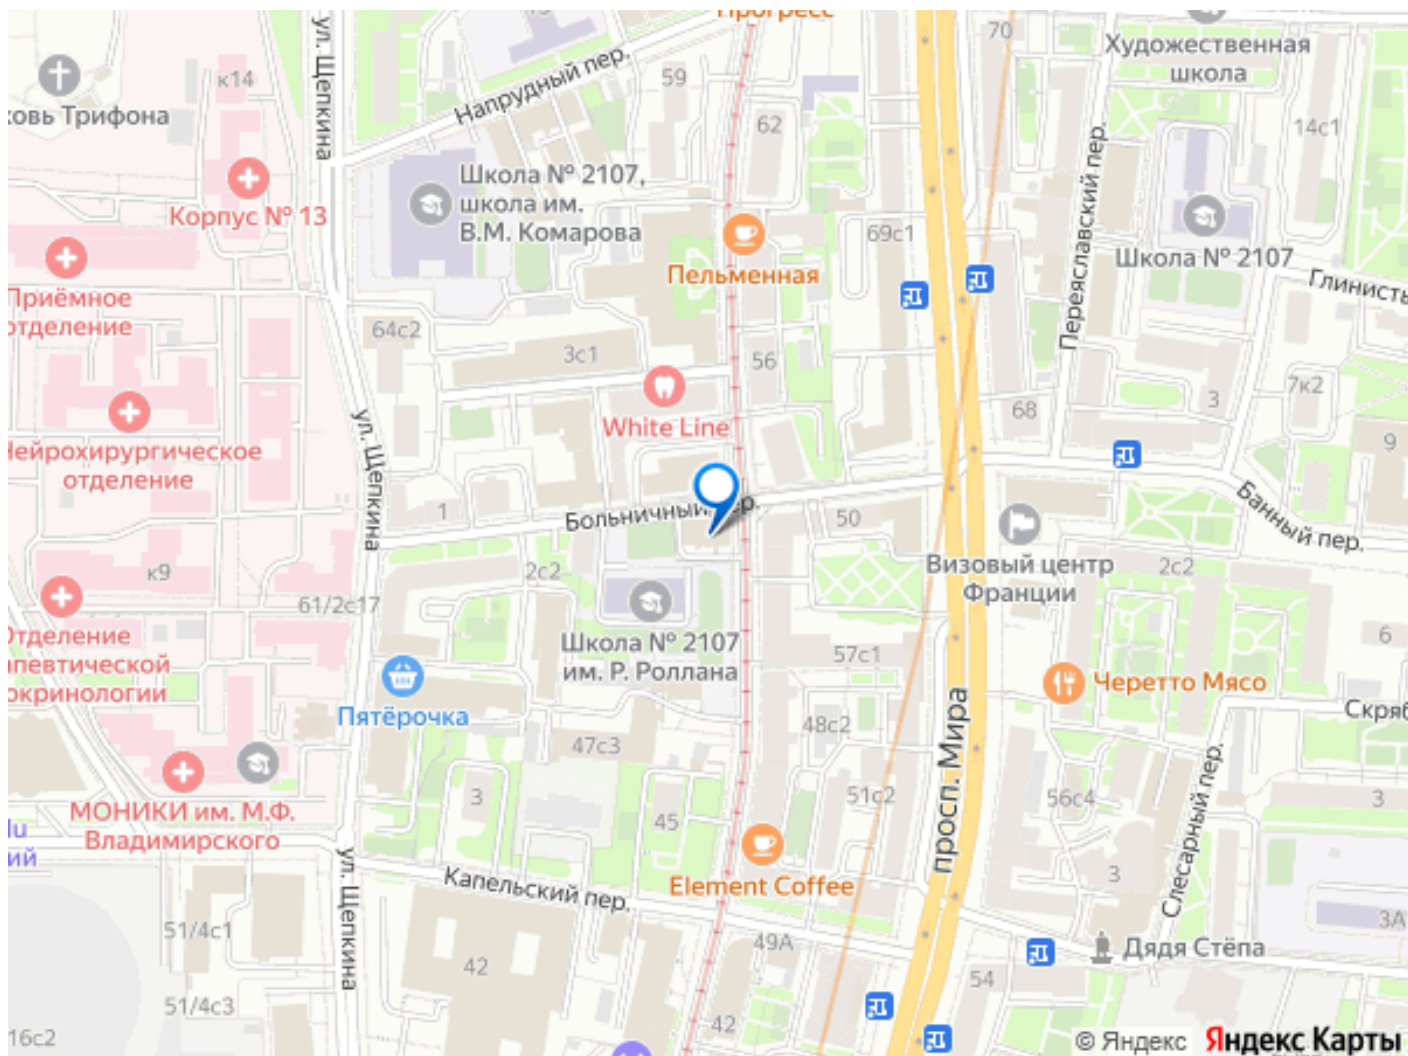 Прогресс
70
Художественная
школа
ул. Щепкина
к14
Напрудный пер.
59
62
14с1
Трифона
Школа № 2107,
школа им.
В.М. Комарова
Корпус № 13
Переяславский пер.
69с1
Школа № 2107
Пельменная
Приёмное
отделение
64с2
3с1
56
7к2
3
68
White Line
ул. Щепкина
Нейрохирургическое
отделение
9
1
Больничный пер.
50
Банный пер.
Визовый центр
Франции
2с2
к9
2с2
61/2с17
Отделение
Школа № 2107
им. Р. Роллана
57с1
6
Черетто Мясо
Пятёрочка
48с2
просп. Мира
47с3
3
45
51с2
56с4
Слесарный пер.
3
МОНИКИ им. М.Ф.
Владимирского
ул. Щепкина
Капельский пер.
Element Coffee
3
3А
51/4с1
42
49А
Дядя Стёпа
54
51/4с3
42
16с2
© Яндекс Яндекс Карты